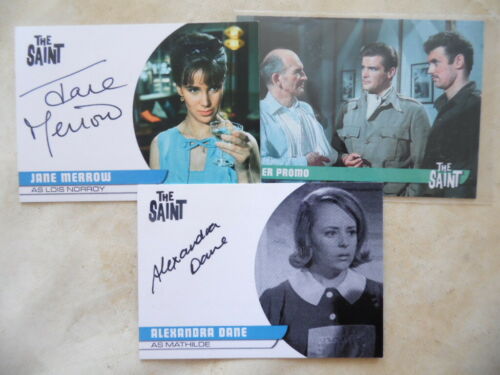 THE
SAINT
Jane
Merrow
JANE MERROW
AS LOIS NORROY
ER PROMO
THE
SAINT
THE
SAINT
Alexandra
Dane
ALEXANDRA DANE
AS MATHILDE